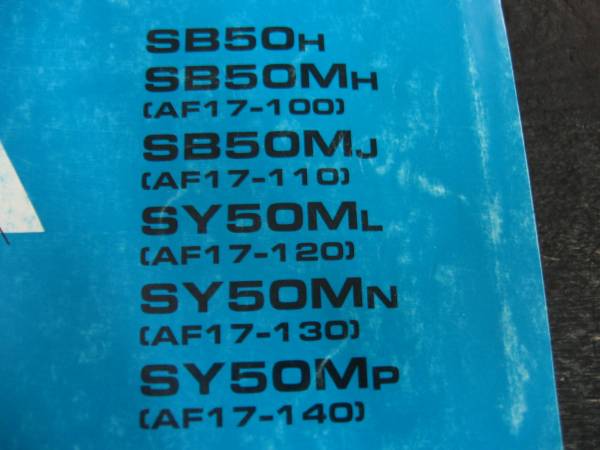 SB50H
SB50MH
(AF17-100)
SB50MJ
(AF17-110)
SY50ML
(AF17-120)
SY50MN
(AF17-130)
SY50MP
(AF17-140)